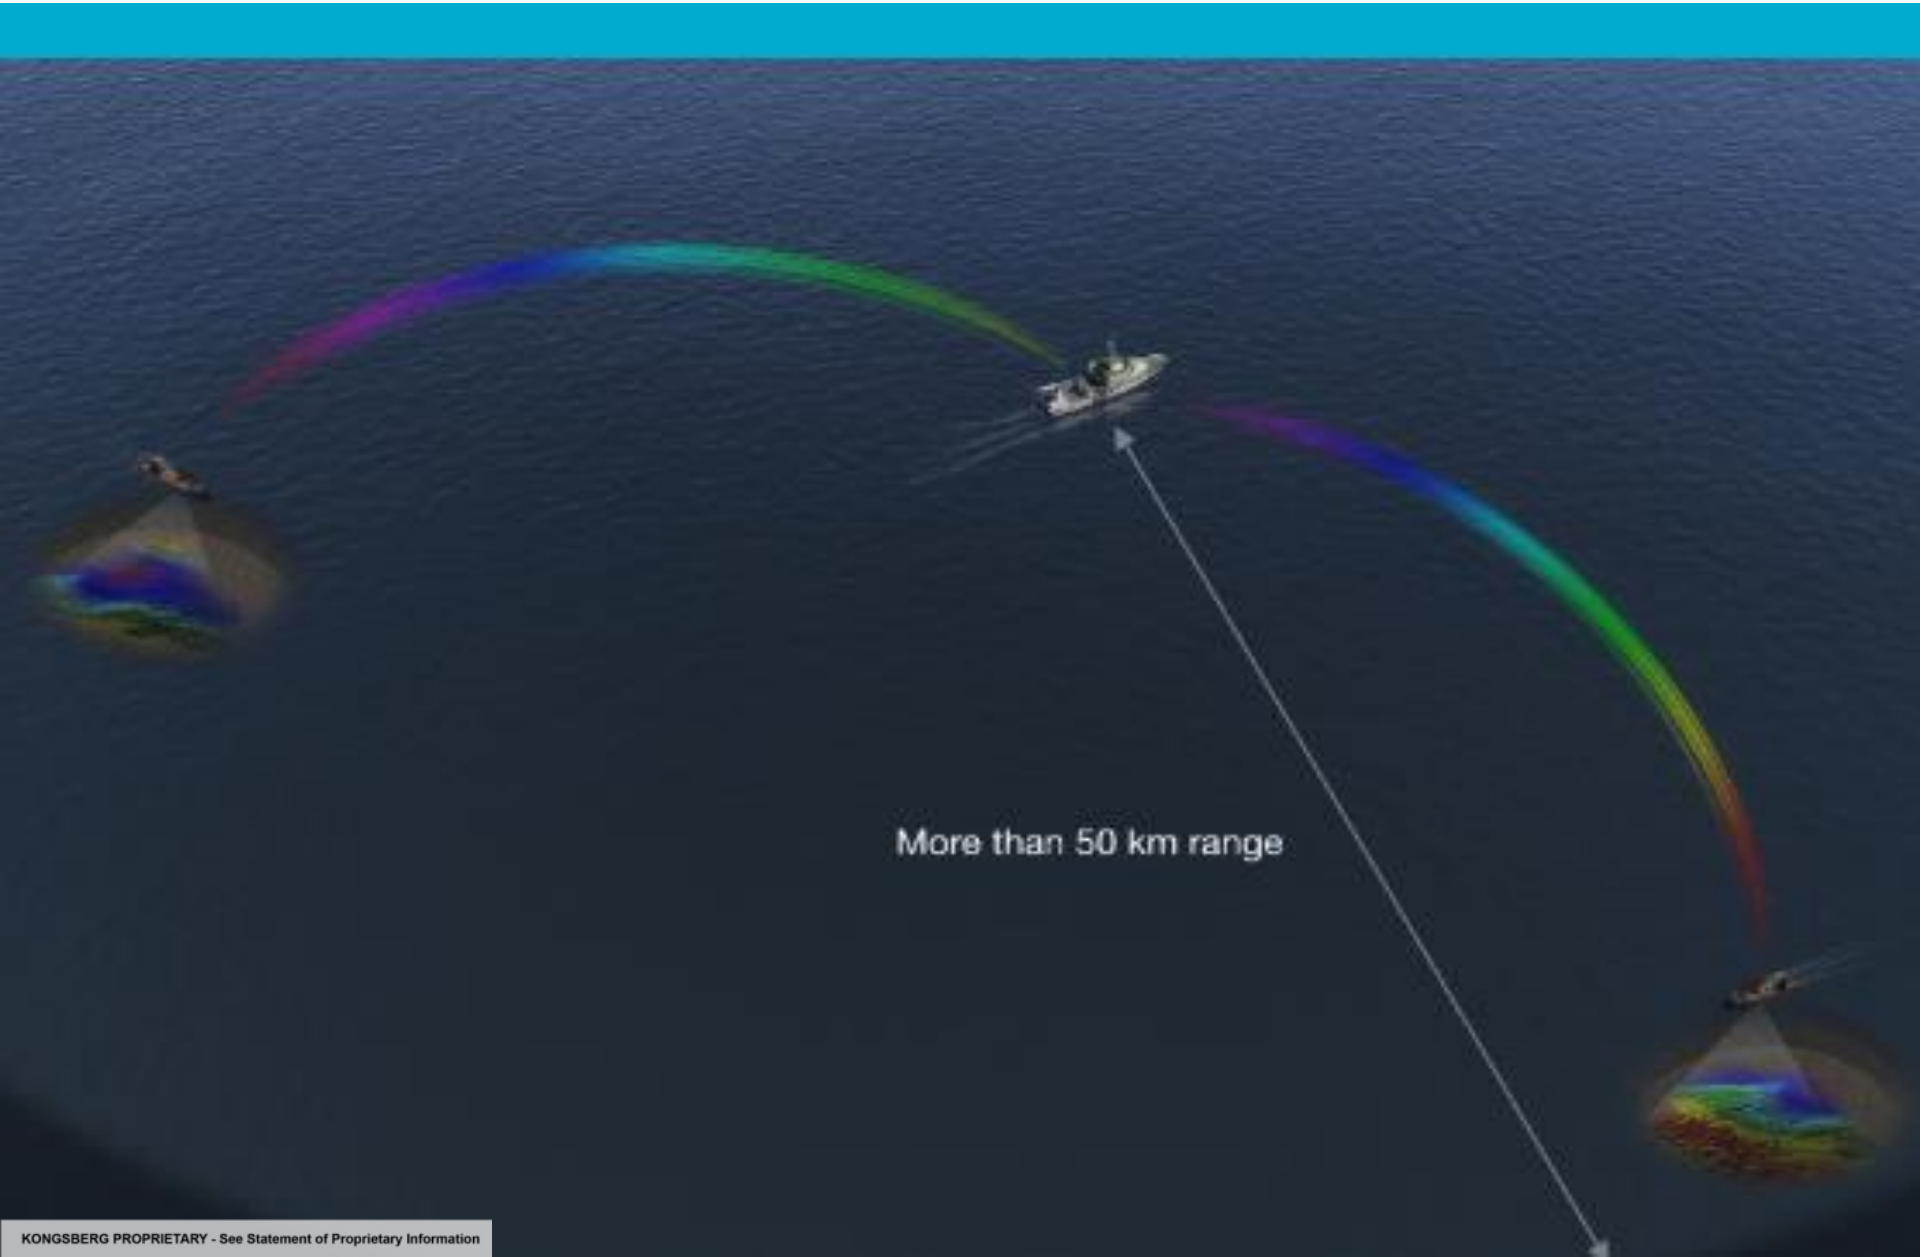 More than 50 km range
KONGSBERG PROPRIETARY - See Statement of Proprietary Information